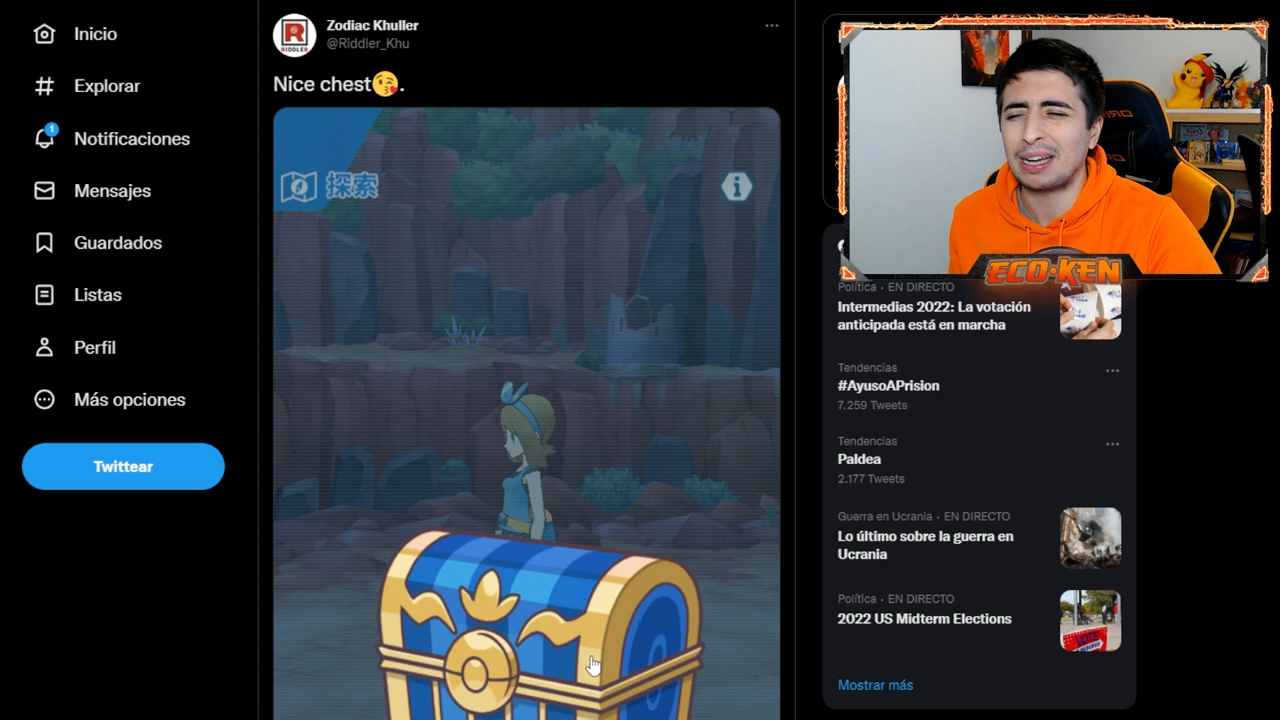 Inicio
Explorar
1
Notificaciones
Mensajes
Guardados
Listas
Perfil
Más opciones
Twittear
RIDDLER
Zodiac Khuller
@Riddler_Khu
Nice chest😘.
探索
ECO•KEN
Política · EN DIRECTO
Intermedias 2022: La votación
anticipada está en marcha
Tendencias
#AyusoAPrision
7.259 Tweets
Tendencias
Paldea
2.177 Tweets
Guerra en Ucrania · EN DIRECTO
Lo último sobre la guerra en
Ucrania
Política · EN DIRECTO
2022 US Midterm Elections
VOTE
Mostrar más